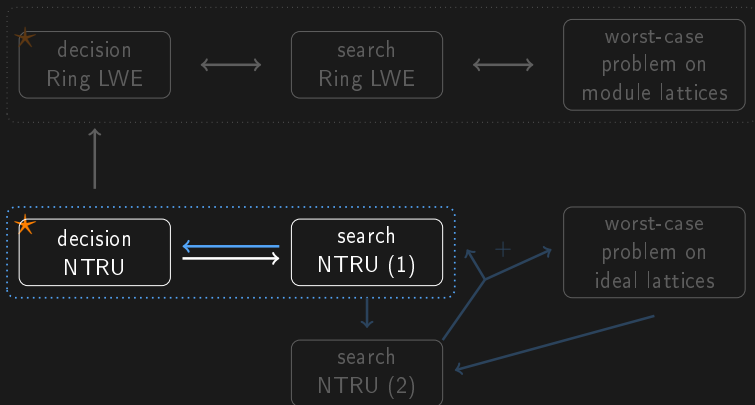 decision
Ring LWE
search
Ring LWE
worst-case
problem on
module lattices
decision
NTRU
search
NTRU (1)
+
worst-case
problem on
ideal lattices
search
NTRU (2)